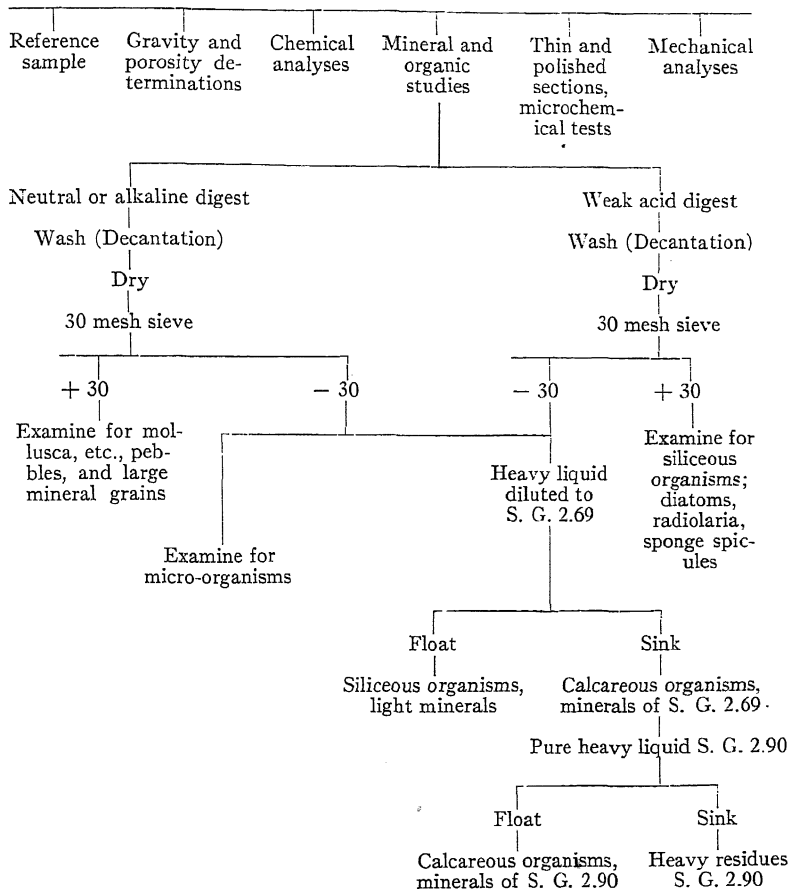 Reference
sample
Gravity and
porosity de-
terminations
Chemical
analyses
Mineral and
organic
studies
Thin and
polished
sections,
microchem-
ical tests
Mechanical
analyses
Neutral or alkaline digest
Wash (Decantation)
Dry
30 mesh sieve
Weak acid digest
Wash (Decantation)
Dry
30 mesh sieve
+ 30
− 30
− 30
+ 30
Examine for mol-
lusca, etc., peb-
bles, and large
mineral grains
Examine for
micro-organisms
Heavy liquid
diluted to
S. G. 2.69
Examine for
siliceous
organisms;
diatoms,
radiolaria,
sponge spic-
ules
Float
Sink
Siliceous organisms,
light minerals
Calcareous organisms,
minerals of S. G. 2.69
Pure heavy liquid S. G. 2.90
Float
Sink
Calcareous organisms,
minerals of S. G. 2.90
Heavy residues
S. G. 2.90